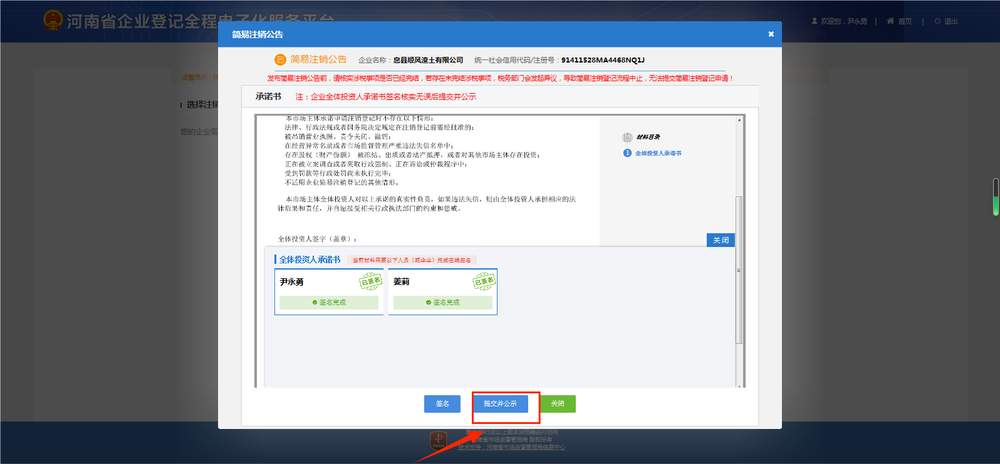 河南省企业登记全程电子化服务平台
欢迎您，尹永勇 | 首页 | 退出
简易注销公告
简易注销公告 企业名称：息县顺风渣土有限公司 统一社会信用代码/注册号：91411528MA4468NQ1J
发布简易注销公告前，请核实涉税事项是否已经完结，若存在未完结涉税事项，税务部门会发起异议，导致简易注销登记流程中止，无法提交简易注销登记申请！
温馨提示：
承诺书 注：企业全体投资人承诺书签名核实无误后提交并公示
选择注销
您的企业需
本市场主体承诺申请注销登记时不存在以下情形：
法律、行政法规或者国务院决定规定在注销登记前需经批准的；
被吊销营业执照、责令关闭、撤销；
在经营异常名录或者市场监督管理严重违法失信名单中；
存在股权（财产份额） 被冻结、出质或者动产抵押，或者对其他市场主体存在投资；
正在被立案调查或者采取行政强制、正在诉讼或仲裁程序中；
受到罚款等行政处罚尚未执行完毕；
不适用企业简易注销登记的其他情形。
本市场主体全体投资人对以上承诺的真实性负责，如果违法失信，则由全体投资人承担相应的法
律后果和责任，并自愿接受相关行政执法部门的约束和惩戒。
全体投资人签字（盖章）：
材料目录
1 全体投资人承诺书
关闭
全体投资人承诺书 当前材料需要以下人员（或企业）完成在线签名
尹永勇 已签名
签名完成
姜莉 已签名
签名完成
签名 提交并公示 关闭
IE9及以上版本浏览器进行访问
南省市场监督管理局 版权所有
技术支持：河南省市场监督管理局信息中心